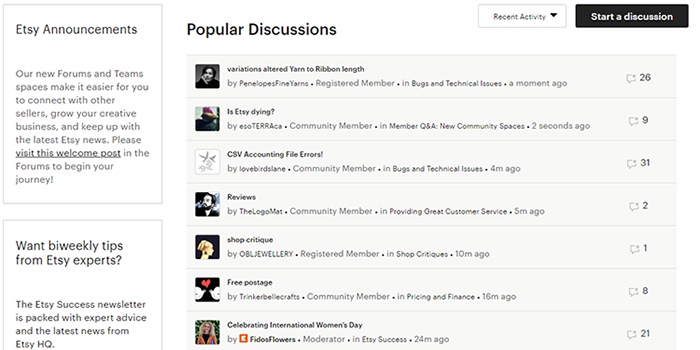 Etsy Announcements
Our new Forums and Teams
spaces make it easier for you
to connect with other
sellers, grow your creative
business, and keep up with
the latest Etsy news. Please
visit this welcome post in the
Forums to begin your
journey!
Want biweekly tips
from Etsy experts?
The Etsy Success newsletter
is packed with expert advice
and the latest news from
Etsy HQ.
Popular Discussions
Recent Activity
Start a discussion
variations altered Yarn to Ribbon length
by PenelopesFineYarns • Registered Member • in Bugs and Technical Issues • a moment ago
26
Is Etsy dying?
by esoTERRAca • Community Member • in Member Q&A: New Community Spaces • 2 seconds ago
9
CSV Accounting File Errors!
by lovebirdslane • Community Member • in Bugs and Technical Issues • 4m ago
31
Reviews
by TheLogoMat • Community Member • in Providing Great Customer Service • 5m ago
2
shop critique
by OBLJEWELLERY • Registered Member • in Shop Critiques • 10m ago
1
Free postage
by Trinkerbellecrafts • Community Member • in Pricing and Finance • 16m ago
8
Celebrating International Women's Day
by E FidosFlowers • Moderator • in Etsy Success • 24m ago
21